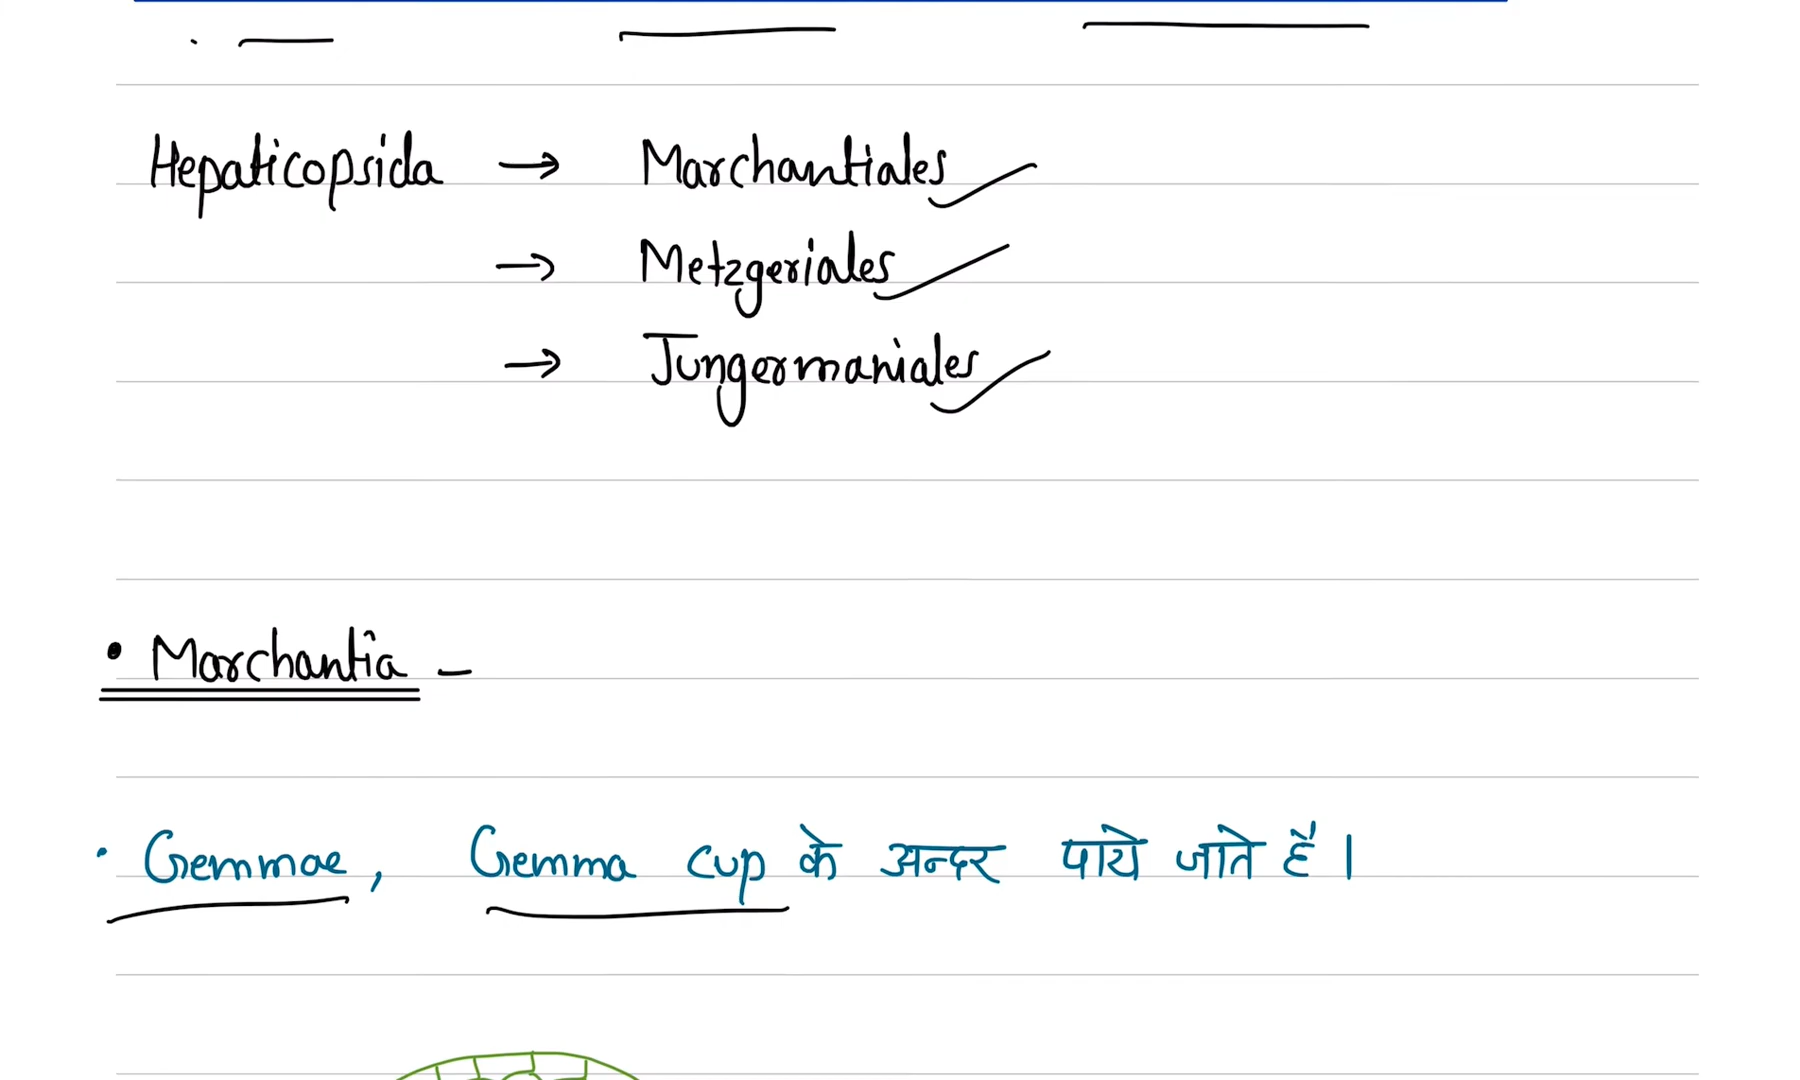 Hepaticopsida → Marchantiales
→ Metzgeriales
→ Jungermaniales
• Marchantia –
• Gemmae, Gemma cup के अन्दर पाये जाते हैं।